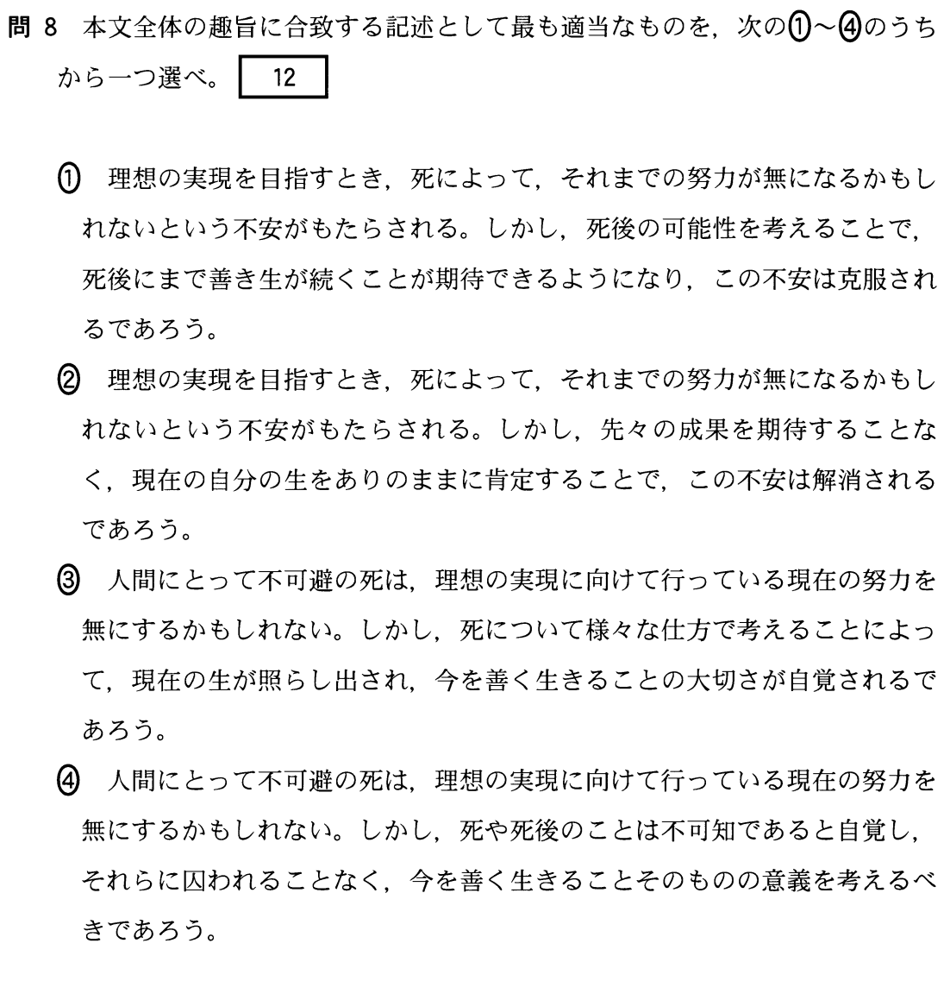 問 8 本文全体の趣旨に合致する記述として最も適当なものを，次の①～④のうち
から一つ選べ。 12
① 理想の実現を目指すとき，死によって，それまでの努力が無になるかもし
れないという不安がもたらされる。しかし，死後の可能性を考えることで，
死後にまで善き生が続くことが期待できるようになり，この不安は克服され
るであろう。
② 理想の実現を目指すとき，死によって，それまでの努力が無になるかもし
れないという不安がもたらされる。しかし，先々の成果を期待することな
く，現在の自分の生をありのままに肯定することで，この不安は解消される
であろう。
③ 人間にとって不可避の死は，理想の実現に向けて行っている現在の努力を
無にするかもしれない。しかし，死について様々な仕方で考えることによっ
て，現在の生が照らし出され，今を善く生きることの大切さが自覚されるで
あろう。
④ 人間にとって不可避の死は，理想の実現に向けて行っている現在の努力を
無にするかもしれない。しかし，死や死後のことは不可知であると自覚し，
それらに囚われることなく，今を善く生きることそのものの意義を考えるべ
きであろう。